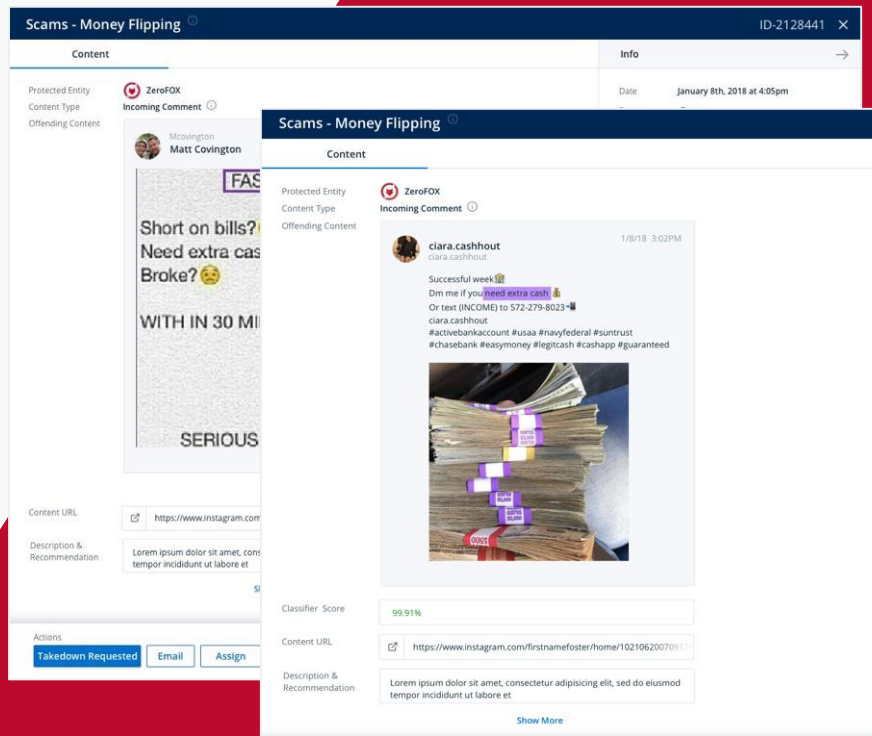 Scams - Money Flipping
ID-2128441
Content
Info
Protected Entity
ZeroFOX
Content Type
Incoming Comment
Offending Content
Date
January 8th, 2018 at 4:05pm
Mcovington
Matt Covington
FAS
Short on bills?
Need extra cas
Broke?
WITH IN 30 MI
SERIOUS
Content URL
https://www.instagram.com
Description &
Recommendation
Lorem ipsum dolor sit amet, cons
tempor incididunt ut labore et
Actions
Takedown Requested
Email
Assign
Scams - Money Flipping
Content
Protected Entity
ZeroFOX
Content Type
Incoming Comment
Offending Content
ciara.cashhout
1/8/18 3:02PM
ciara.cashhout
Successful week
Dm me if you need extra cash
Or text (INCOME) to 572-279-8023
ciara.cashhout
#activebankaccount #usaa #navyfederal #suntrust
#chasebank #easymoney #legitcash #cashapp #guaranteed
Classifier Score
99.91%
Content URL
https://www.instagram.com/firstnamefoster/home/10210620070917
Description &
Recommendation
Lorem ipsum dolor sit amet, consectetur adipisicing elit, sed do eiusmod
tempor incididunt ut labore et
Show More